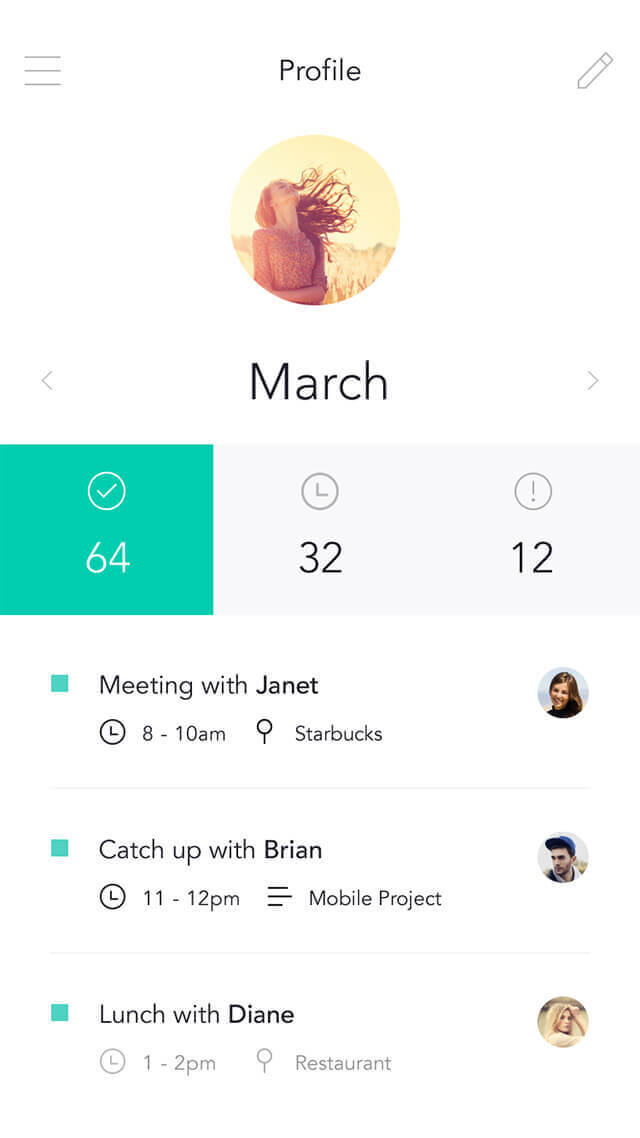 Profile
March
64 32 12
Meeting with Janet
8 - 10am Starbucks
Catch up with Brian
11 - 12pm Mobile Project
Lunch with Diane
1 - 2pm Restaurant